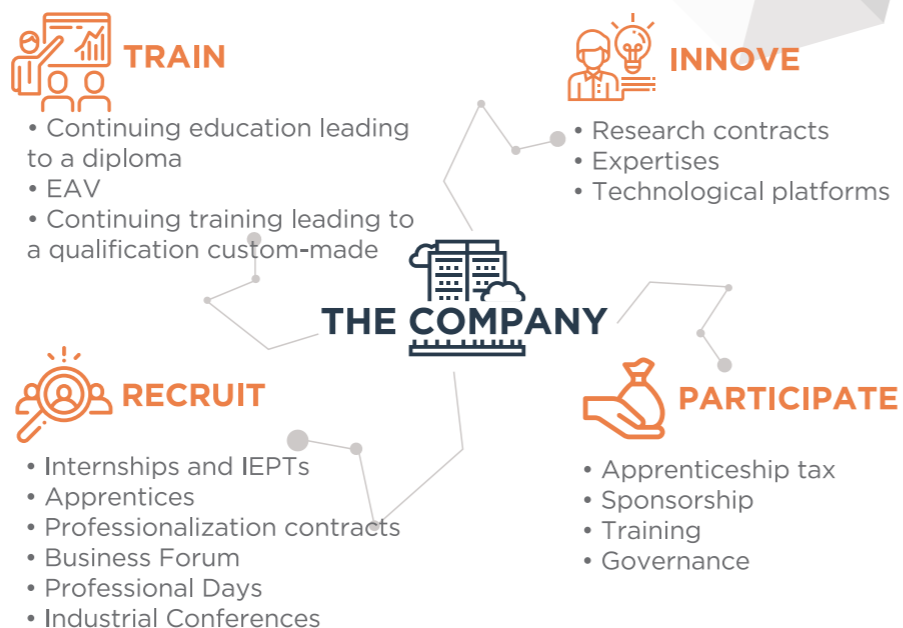 TRAIN
• Continuing education leading
to a diploma
• EAV
• Continuing training leading to
a qualification custom-made
INNOVE
• Research contracts
• Expertises
• Technological platforms
THE COMPANY
RECRUIT
• Internships and IEPTs
• Apprentices
• Professionalization contracts
• Business Forum
• Professional Days
• Industrial Conferences
PARTICIPATE
• Apprenticeship tax
• Sponsorship
• Training
• Governance